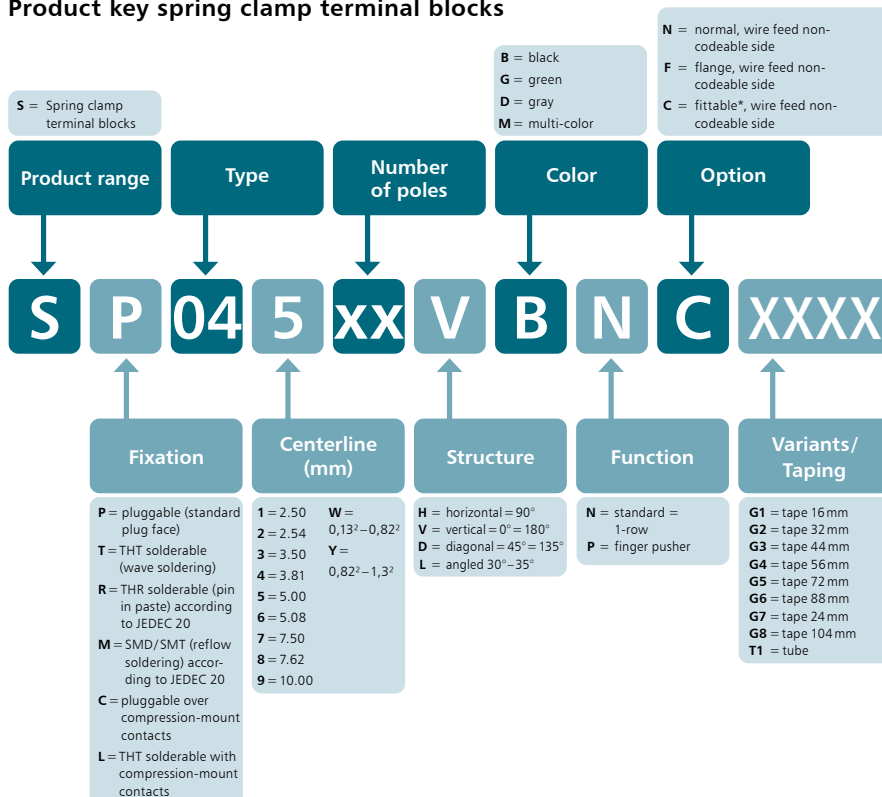 Product key spring clamp terminal blocks
S = Spring clamp
terminal blocks
B = black
G = green
D = gray
M = multi-color
N = normal, wire feed non-
codeable side
F = flange, wire feed non-
codeable side
C = fittable*, wire feed non-
codeable side
Product range
Type
Number
of poles
Color
Option
S P 04 5 xx V B N C XXXX
Fixation
Centerline
(mm)
Structure
Function
Variants/
Taping
P = pluggable (standard
plug face)
T = THT solderable
(wave soldering)
R = THR solderable (pin
in paste) according
to JEDEC 20
M = SMD/SMT (reflow
soldering) accor-
ding to JEDEC 20
C = pluggable over
compression-mount
contacts
L = THT solderable with
compression-mount
contacts
1 = 2.50
2 = 2.54
3 = 3.50
4 = 3.81
5 = 5.00
6 = 5.08
7 = 7.50
8 = 7.62
9 = 10.00
W =
0,13²–0,82²
Y =
0,82²–1,3²
H = horizontal = 90°
V = vertical = 0° = 180°
D = diagonal = 45° = 135°
L = angled 30°–35°
N = standard =
1-row
P = finger pusher
G1 = tape 16 mm
G2 = tape 32 mm
G3 = tape 44 mm
G4 = tape 56 mm
G5 = tape 72 mm
G6 = tape 88 mm
G7 = tape 24 mm
G8 = tape 104 mm
T1 = tube